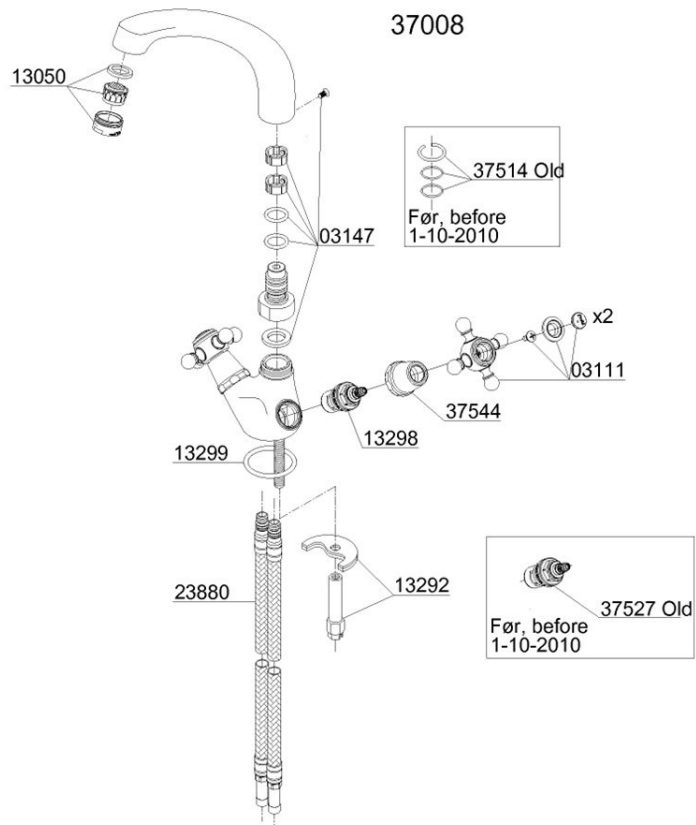 37008
13050
37514 Old
Før, before
1-10-2010
03147
x2
03111
37544
13298
13299
23880
13292
37527 Old
Før, before
1-10-2010